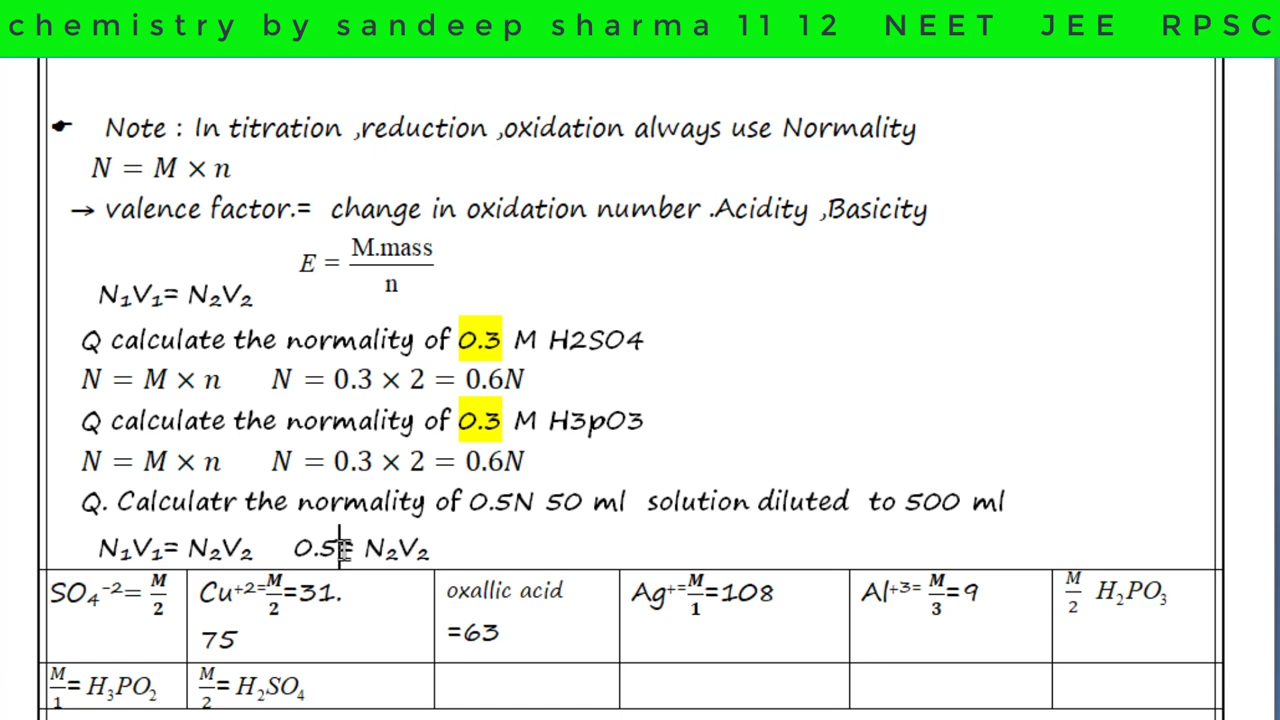 chemistry by sandeep sharma 11 12 NEET JEE RPSC
☛ Note : In titration ,reduction ,oxidation always use Normality
N = M × n
→ valence factor.= change in oxidation number .Acidity ,Basicity
E = M.mass / n
N₁V₁= N₂V₂
Q calculate the normality of 0.3 M H2SO4
N = M × n N = 0.3 × 2 = 0.6N
Q calculate the normality of 0.3 M H3pO3
N = M × n N = 0.3 × 2 = 0.6N
Q. Calculatr the normality of 0.5N 50 ml solution diluted to 500 ml
N₁V₁= N₂V₂ 0.5= N₂V₂
SO₄⁻²= M/2 Cu⁺²⁼M/2=31.75 oxallic acid =63 Ag⁺⁼M/1=108 Al⁺³⁼ M/3=9 M/2 H₂PO₃
M/1= H₃PO₂ M/2= H₂SO₄